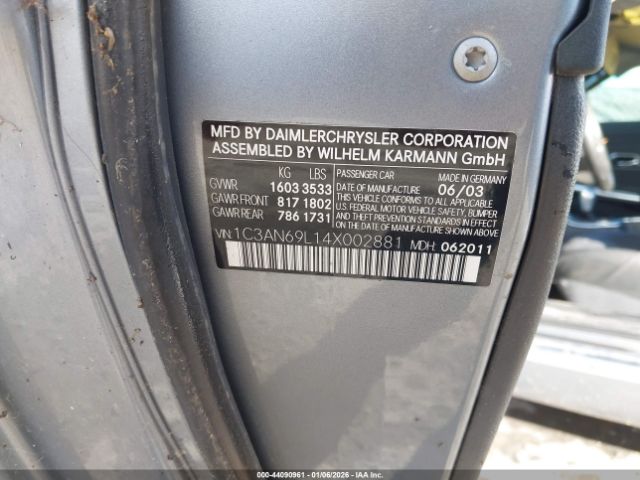 MFD BY DAIMLERCHRYSLER CORPORATION
ASSEMBLED BY WILHELM KARMANN GmbH
KG LBS
GVWR 1603 3533
GAWR FRONT 817 1802
GAWR REAR 786 1731
PASSENGER CAR MADE IN GERMANY
DATE OF MANUFACTURE 06/03
THIS VEHICLE CONFORMS TO ALL APPLICABLE
U.S. FEDERAL MOTOR VEHICLE SAFETY, BUMPER
AND THEFT PREVENTION STANDARDS IN EFFECT ON
THE DATE OF MANUFACTURE SHOWN ABOVE
VIN: 1C3AN69L14X002881 MDH: 062011
000-44090961 - 01/06/2026 - IAAI.CA